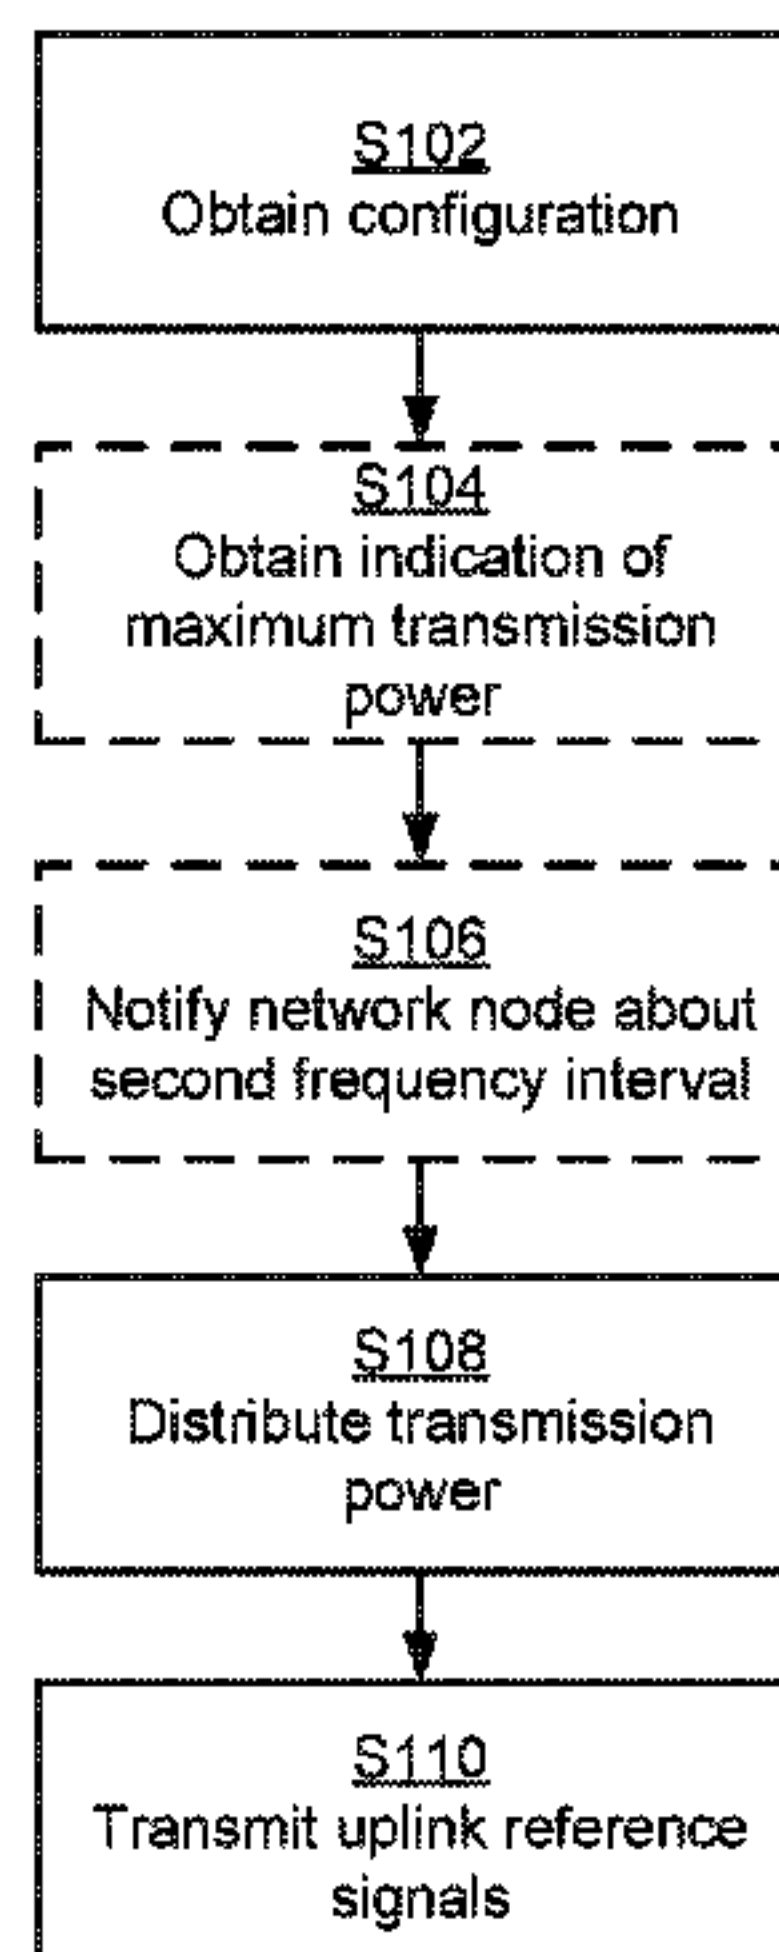 S102
Obtain configuration
S104
Obtain indication of
maximum transmission
power
S106
Notify network node about
second frequency interval
S108
Distribute transmission
power
S110
Transmit uplink reference
signals